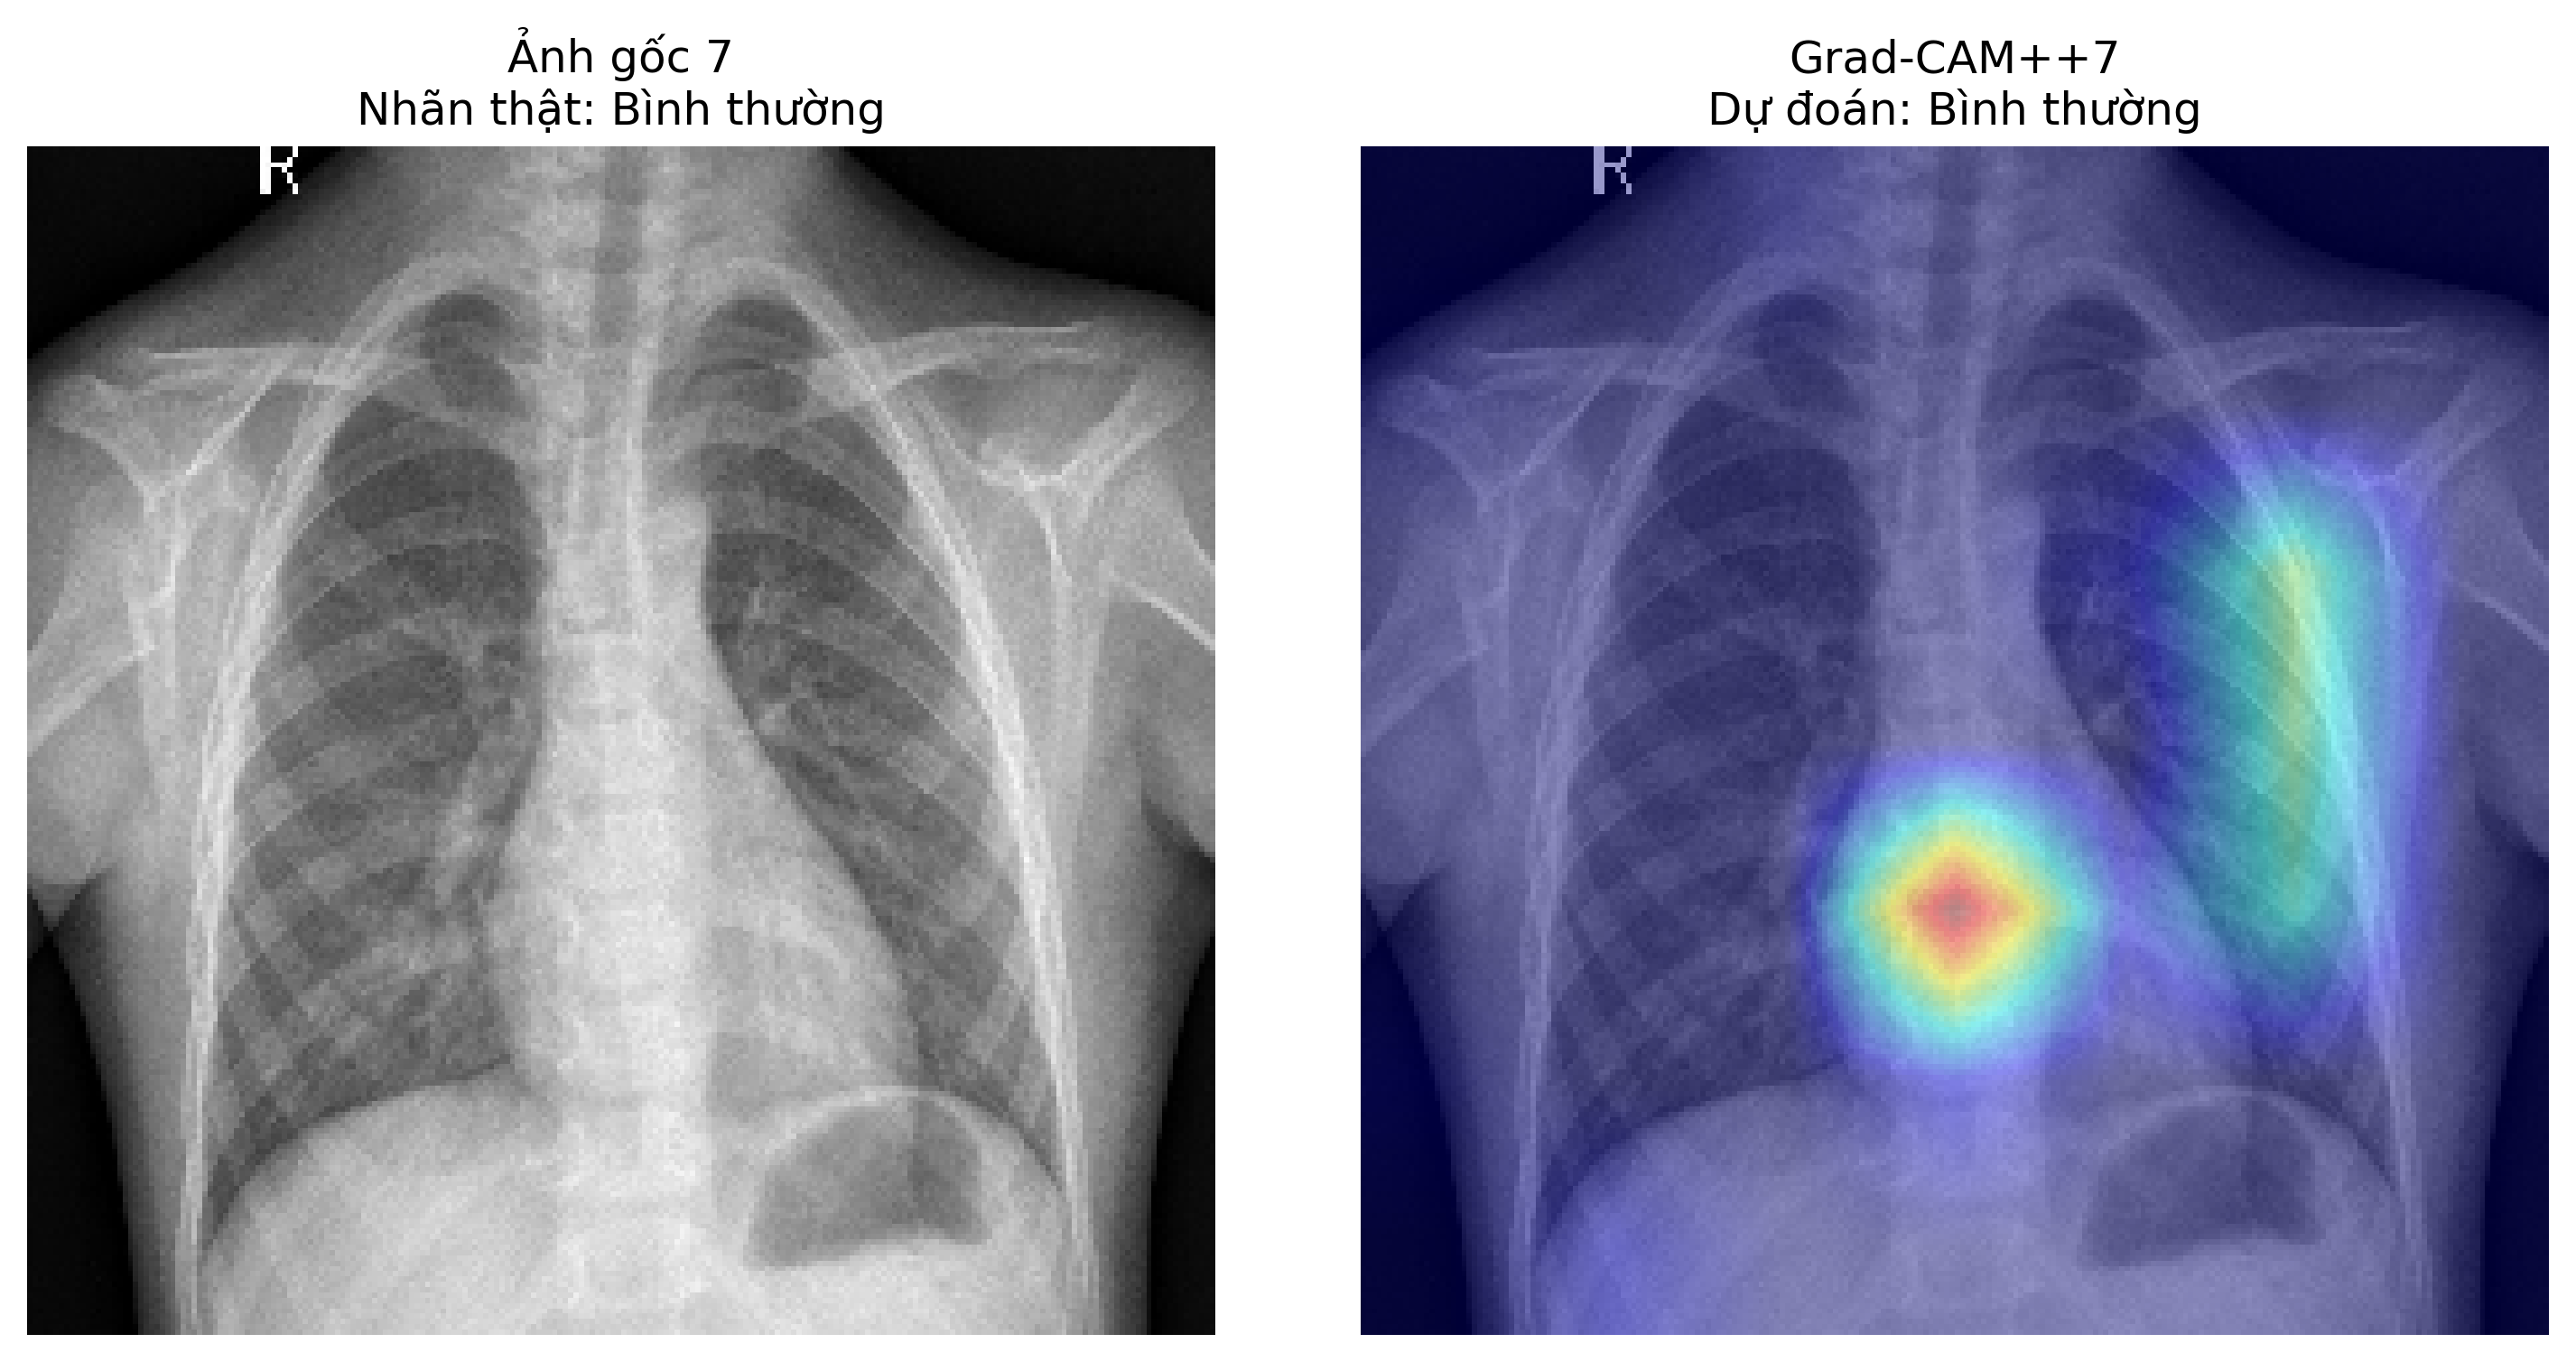 Ảnh gốc 7
Nhãn thật: Bình thường
Grad-CAM++7
Dự đoán: Bình thường
R
R